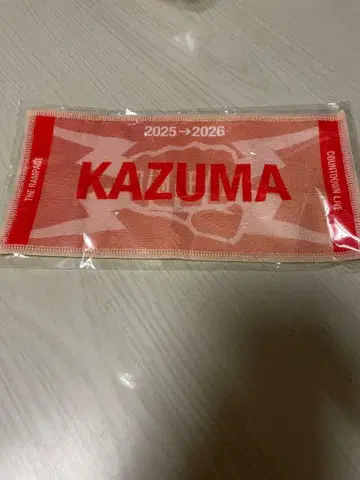 2025→2026
THE RAMPAGE
KAZUMA
COUNTDOWN LIVE